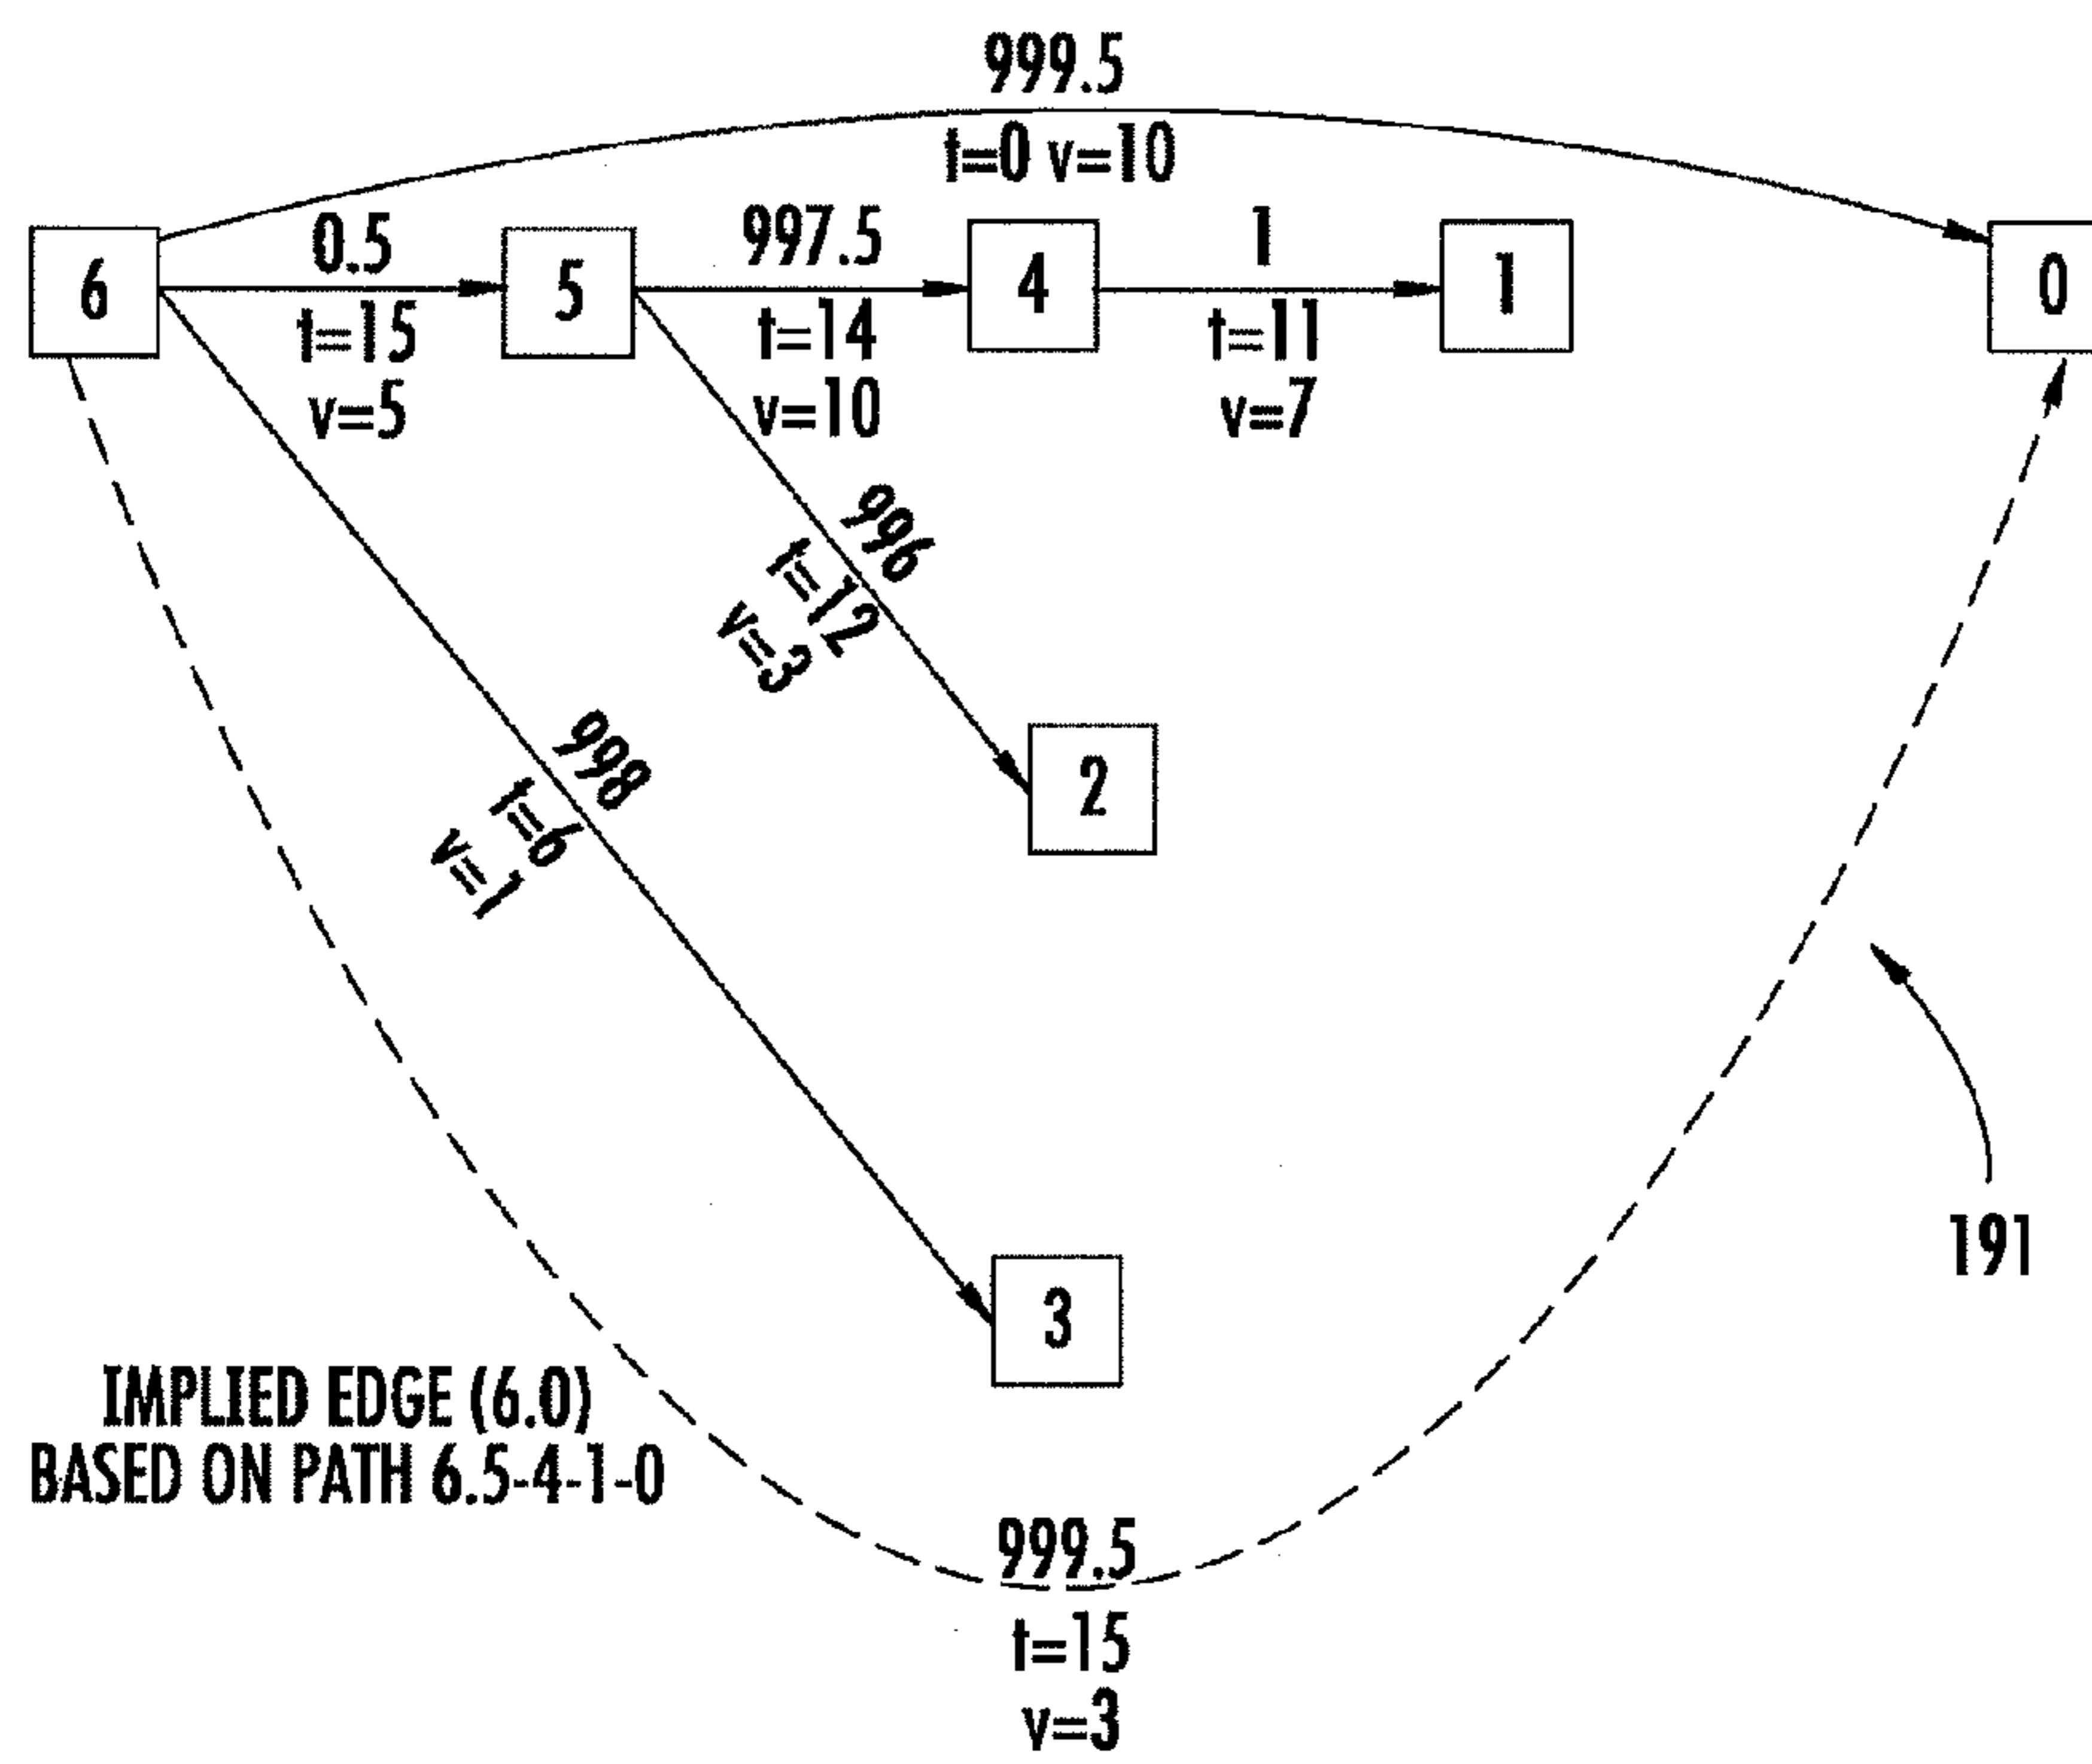 999.5
t=0 v=10
6
0.5
t=15
v=5
5
997.5
t=14
v=10
4
1
t=11
v=7
1
0
996
t=12
v=3
2
998
t=6
v=1
3
191
IMPLIED EDGE (6.0)
BASED ON PATH 6.5-4-1-0
999.5
t=15
v=3